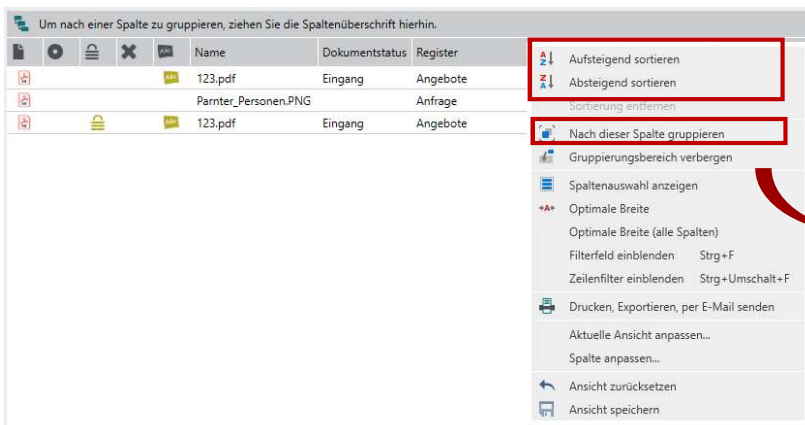 Um nach einer Spalte zu gruppieren, ziehen Sie die Spaltenüberschrift hierhin.
Name Dokumentstatus Register
123.pdf Eingang Angebote
Parnter_Personen.PNG Anfrage
123.pdf Eingang Angebote
Aufsteigend sortieren
Absteigend sortieren
Sortierung entfernen
Nach dieser Spalte gruppieren
Gruppierungsbereich verbergen
Spaltenauswahl anzeigen
Optimale Breite
Optimale Breite (alle Spalten)
Filterfeld einblenden Strg+F
Zeilenfilter einblenden Strg+Umschalt+F
Drucken, Exportieren, per E-Mail senden
Aktuelle Ansicht anpassen...
Spalte anpassen...
Ansicht zurücksetzen
Ansicht speichern